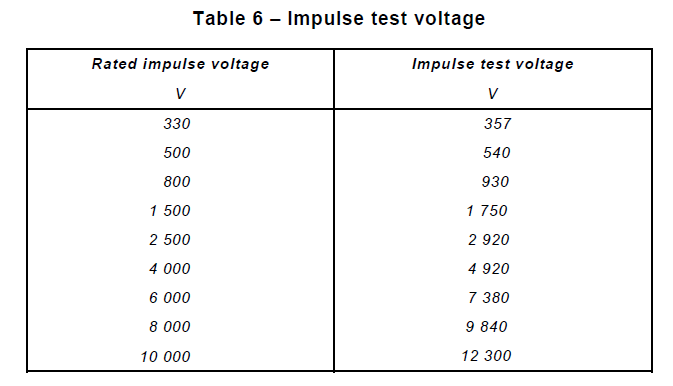 Table 6 – Impulse test voltage
Rated impulse voltage Impulse test voltage
V V
330 357
500 540
800 930
1 500 1 750
2 500 2 920
4 000 4 920
6 000 7 380
8 000 9 840
10 000 12 300